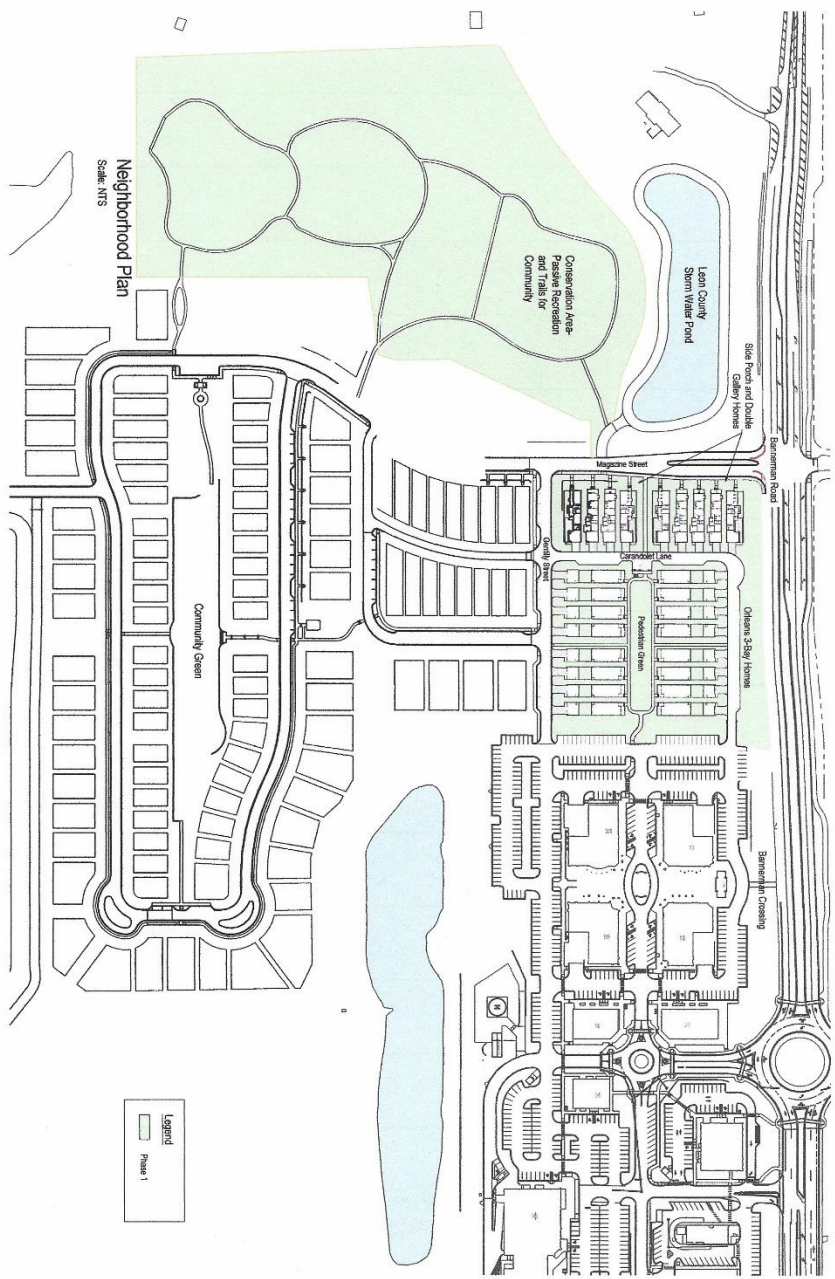 Neighborhood Plan
Scale: NTS
Conservation Area-
Passive Recreation
and Trails for
Community
Leon County
Storm Water Pond
Side Porch and Double
Gallery Homes
Bannerman Road
Magazine Street
Gentilly Street
Carondolet Lane
Orleans 3-Bay Homes
Pedestrian Green
Bannerman Crossing
Community Green
Legend
Phase 1